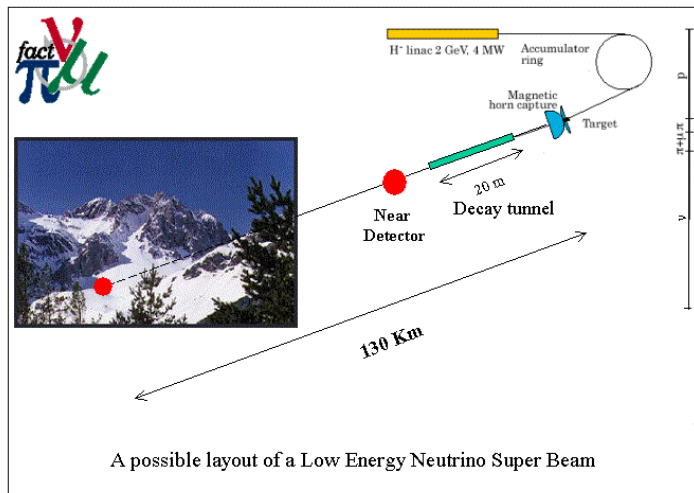 fact
ν
π μ
H⁻ linac 2 GeV, 4 MW
Accumulator
ring
Magnetic
horn capture
Target
p
π
π+μ
ν
20 m
Near
Detector
Decay tunnel
130 Km
A possible layout of a Low Energy Neutrino Super Beam